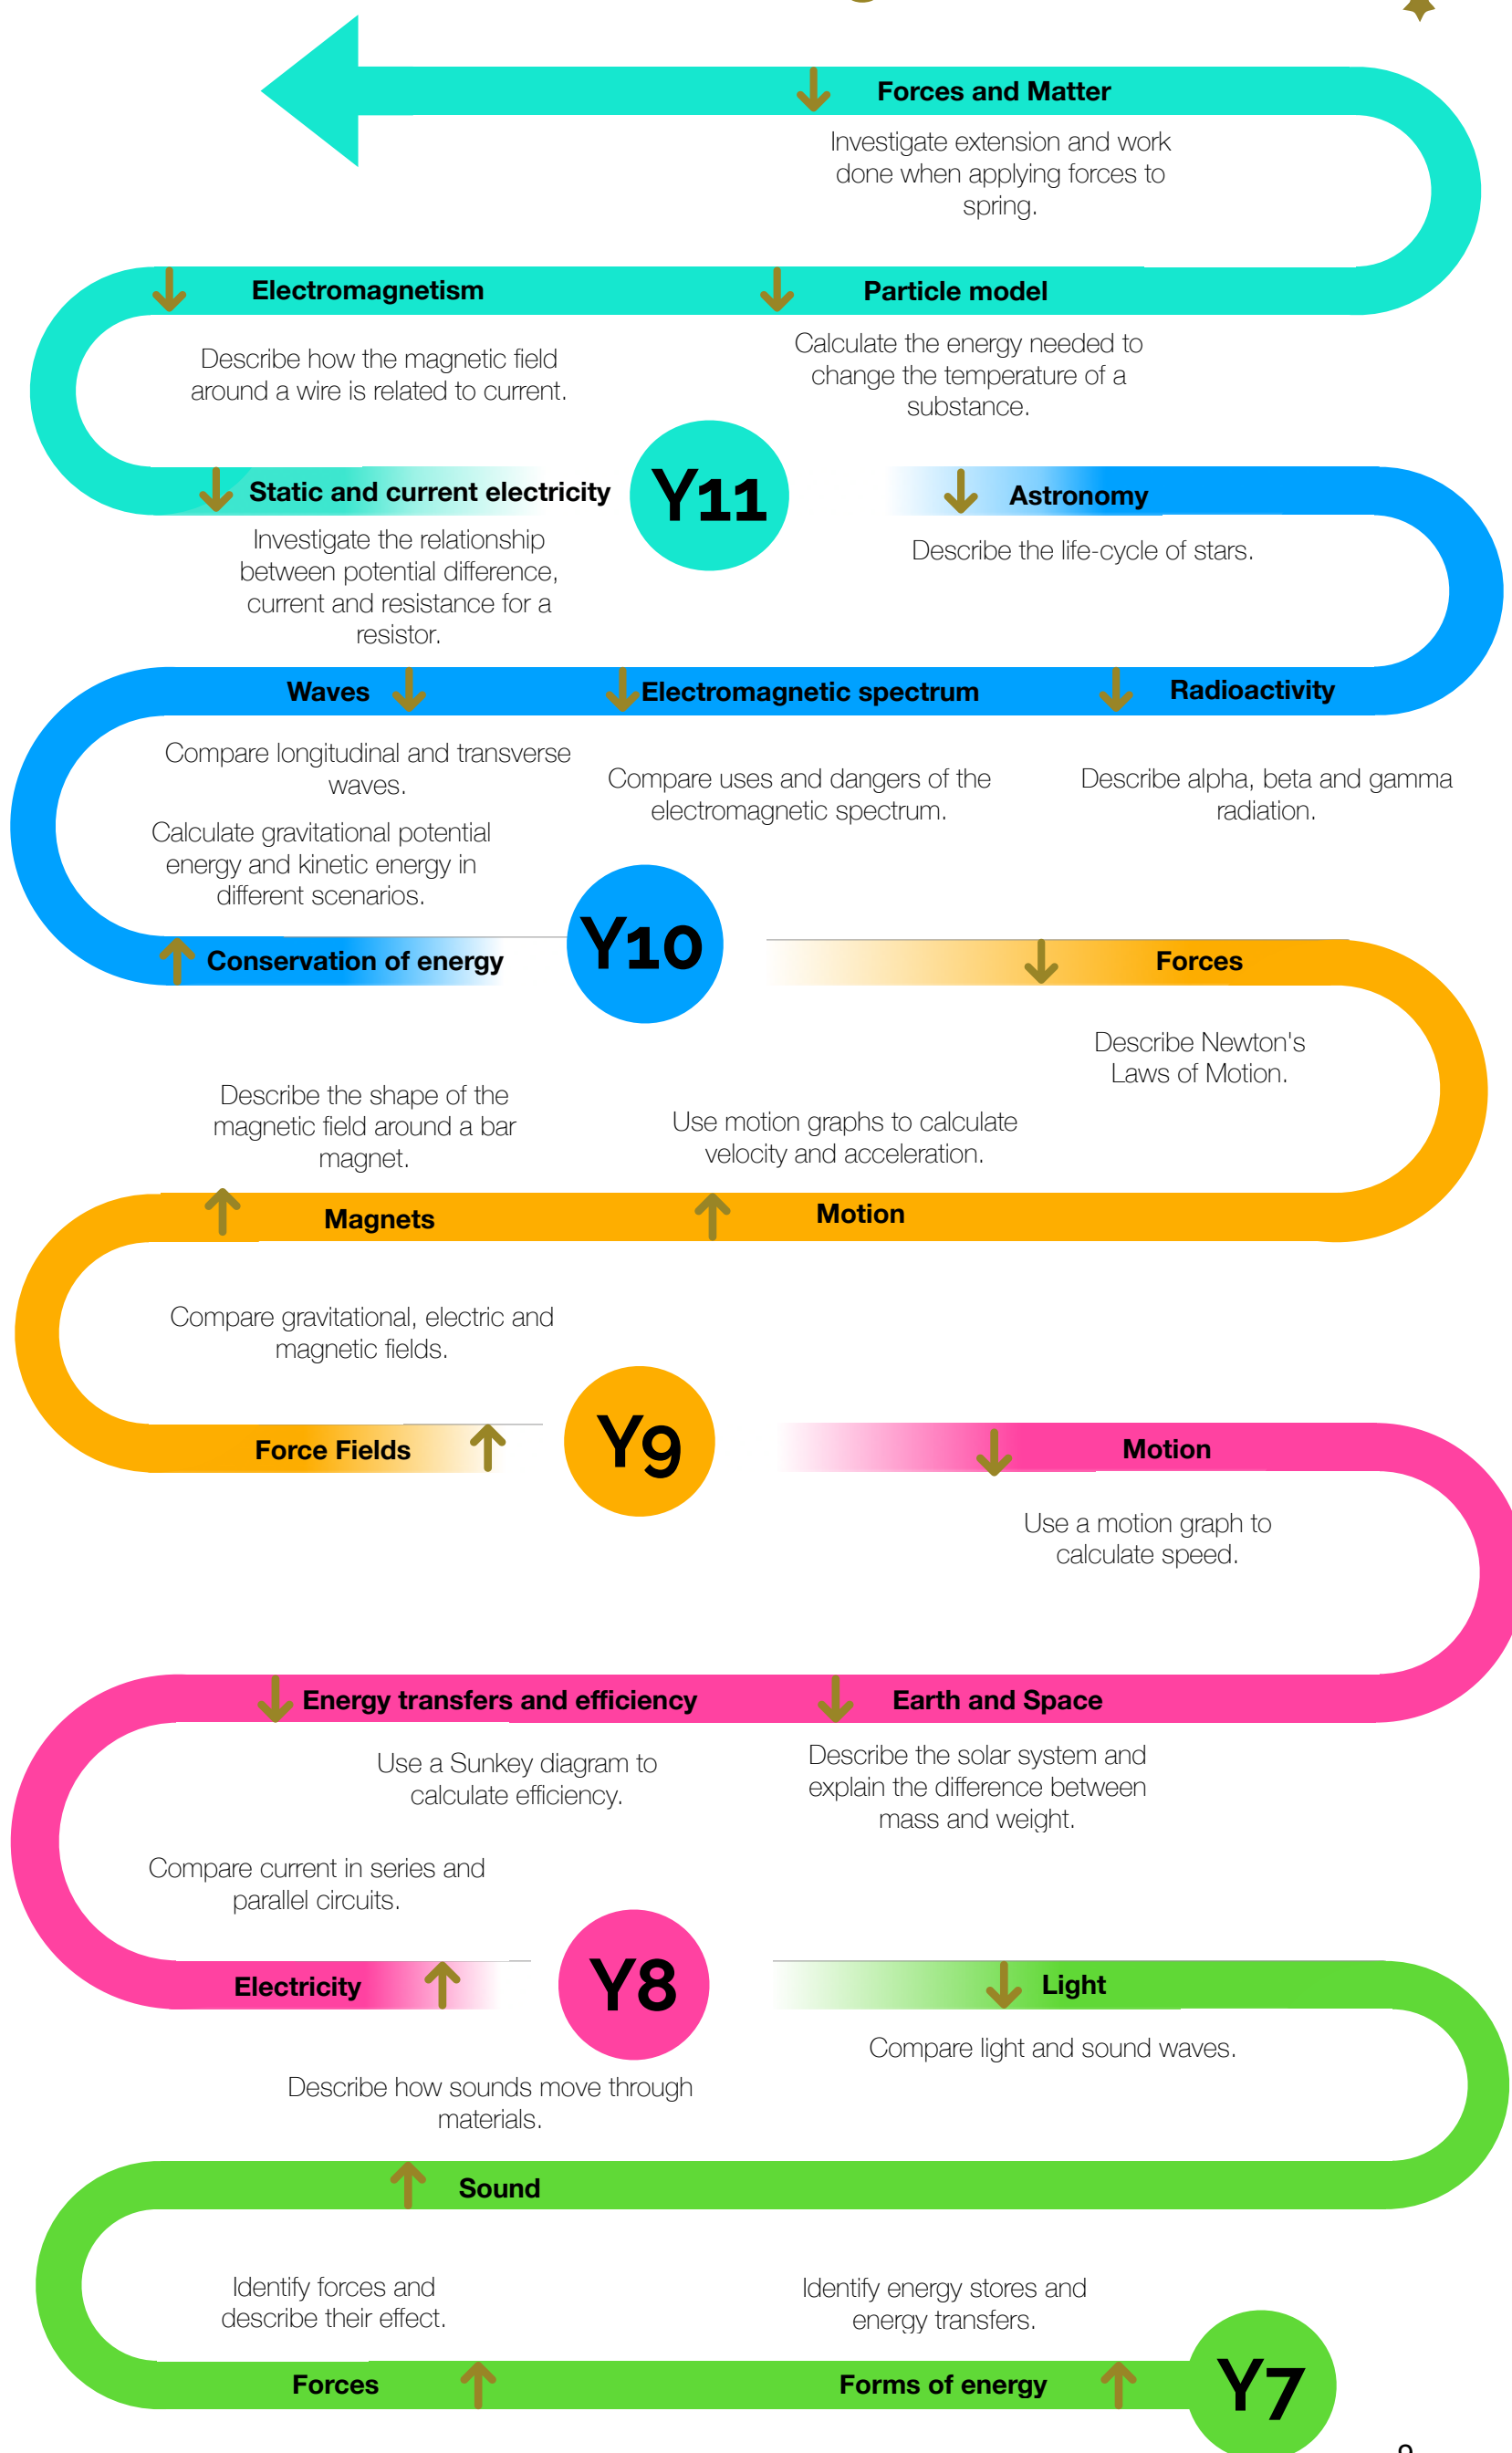 Forces and Matter
Investigate extension and work
done when applying forces to
spring.
Electromagnetism
Particle model
Describe how the magnetic field
around a wire is related to current.
Calculate the energy needed to
change the temperature of a
substance.
Static and current electricity
Y11
Astronomy
Investigate the relationship
between potential difference,
current and resistance for a
resistor.
Describe the life-cycle of stars.
Waves
Electromagnetic spectrum
Radioactivity
Compare longitudinal and transverse
waves.
Compare uses and dangers of the
electromagnetic spectrum.
Describe alpha, beta and gamma
radiation.
Calculate gravitational potential
energy and kinetic energy in
different scenarios.
Conservation of energy
Y10
Forces
Describe Newton's
Laws of Motion.
Describe the shape of the
magnetic field around a bar
magnet.
Use motion graphs to calculate
velocity and acceleration.
Magnets
Motion
Compare gravitational, electric and
magnetic fields.
Force Fields
Y9
Motion
Use a motion graph to
calculate speed.
Energy transfers and efficiency
Earth and Space
Use a Sunkey diagram to
calculate efficiency.
Describe the solar system and
explain the difference between
mass and weight.
Compare current in series and
parallel circuits.
Electricity
Y8
Light
Compare light and sound waves.
Describe how sounds move through
materials.
Sound
Identify forces and
describe their effect.
Identify energy stores and
energy transfers.
Forces
Forms of energy
Y7